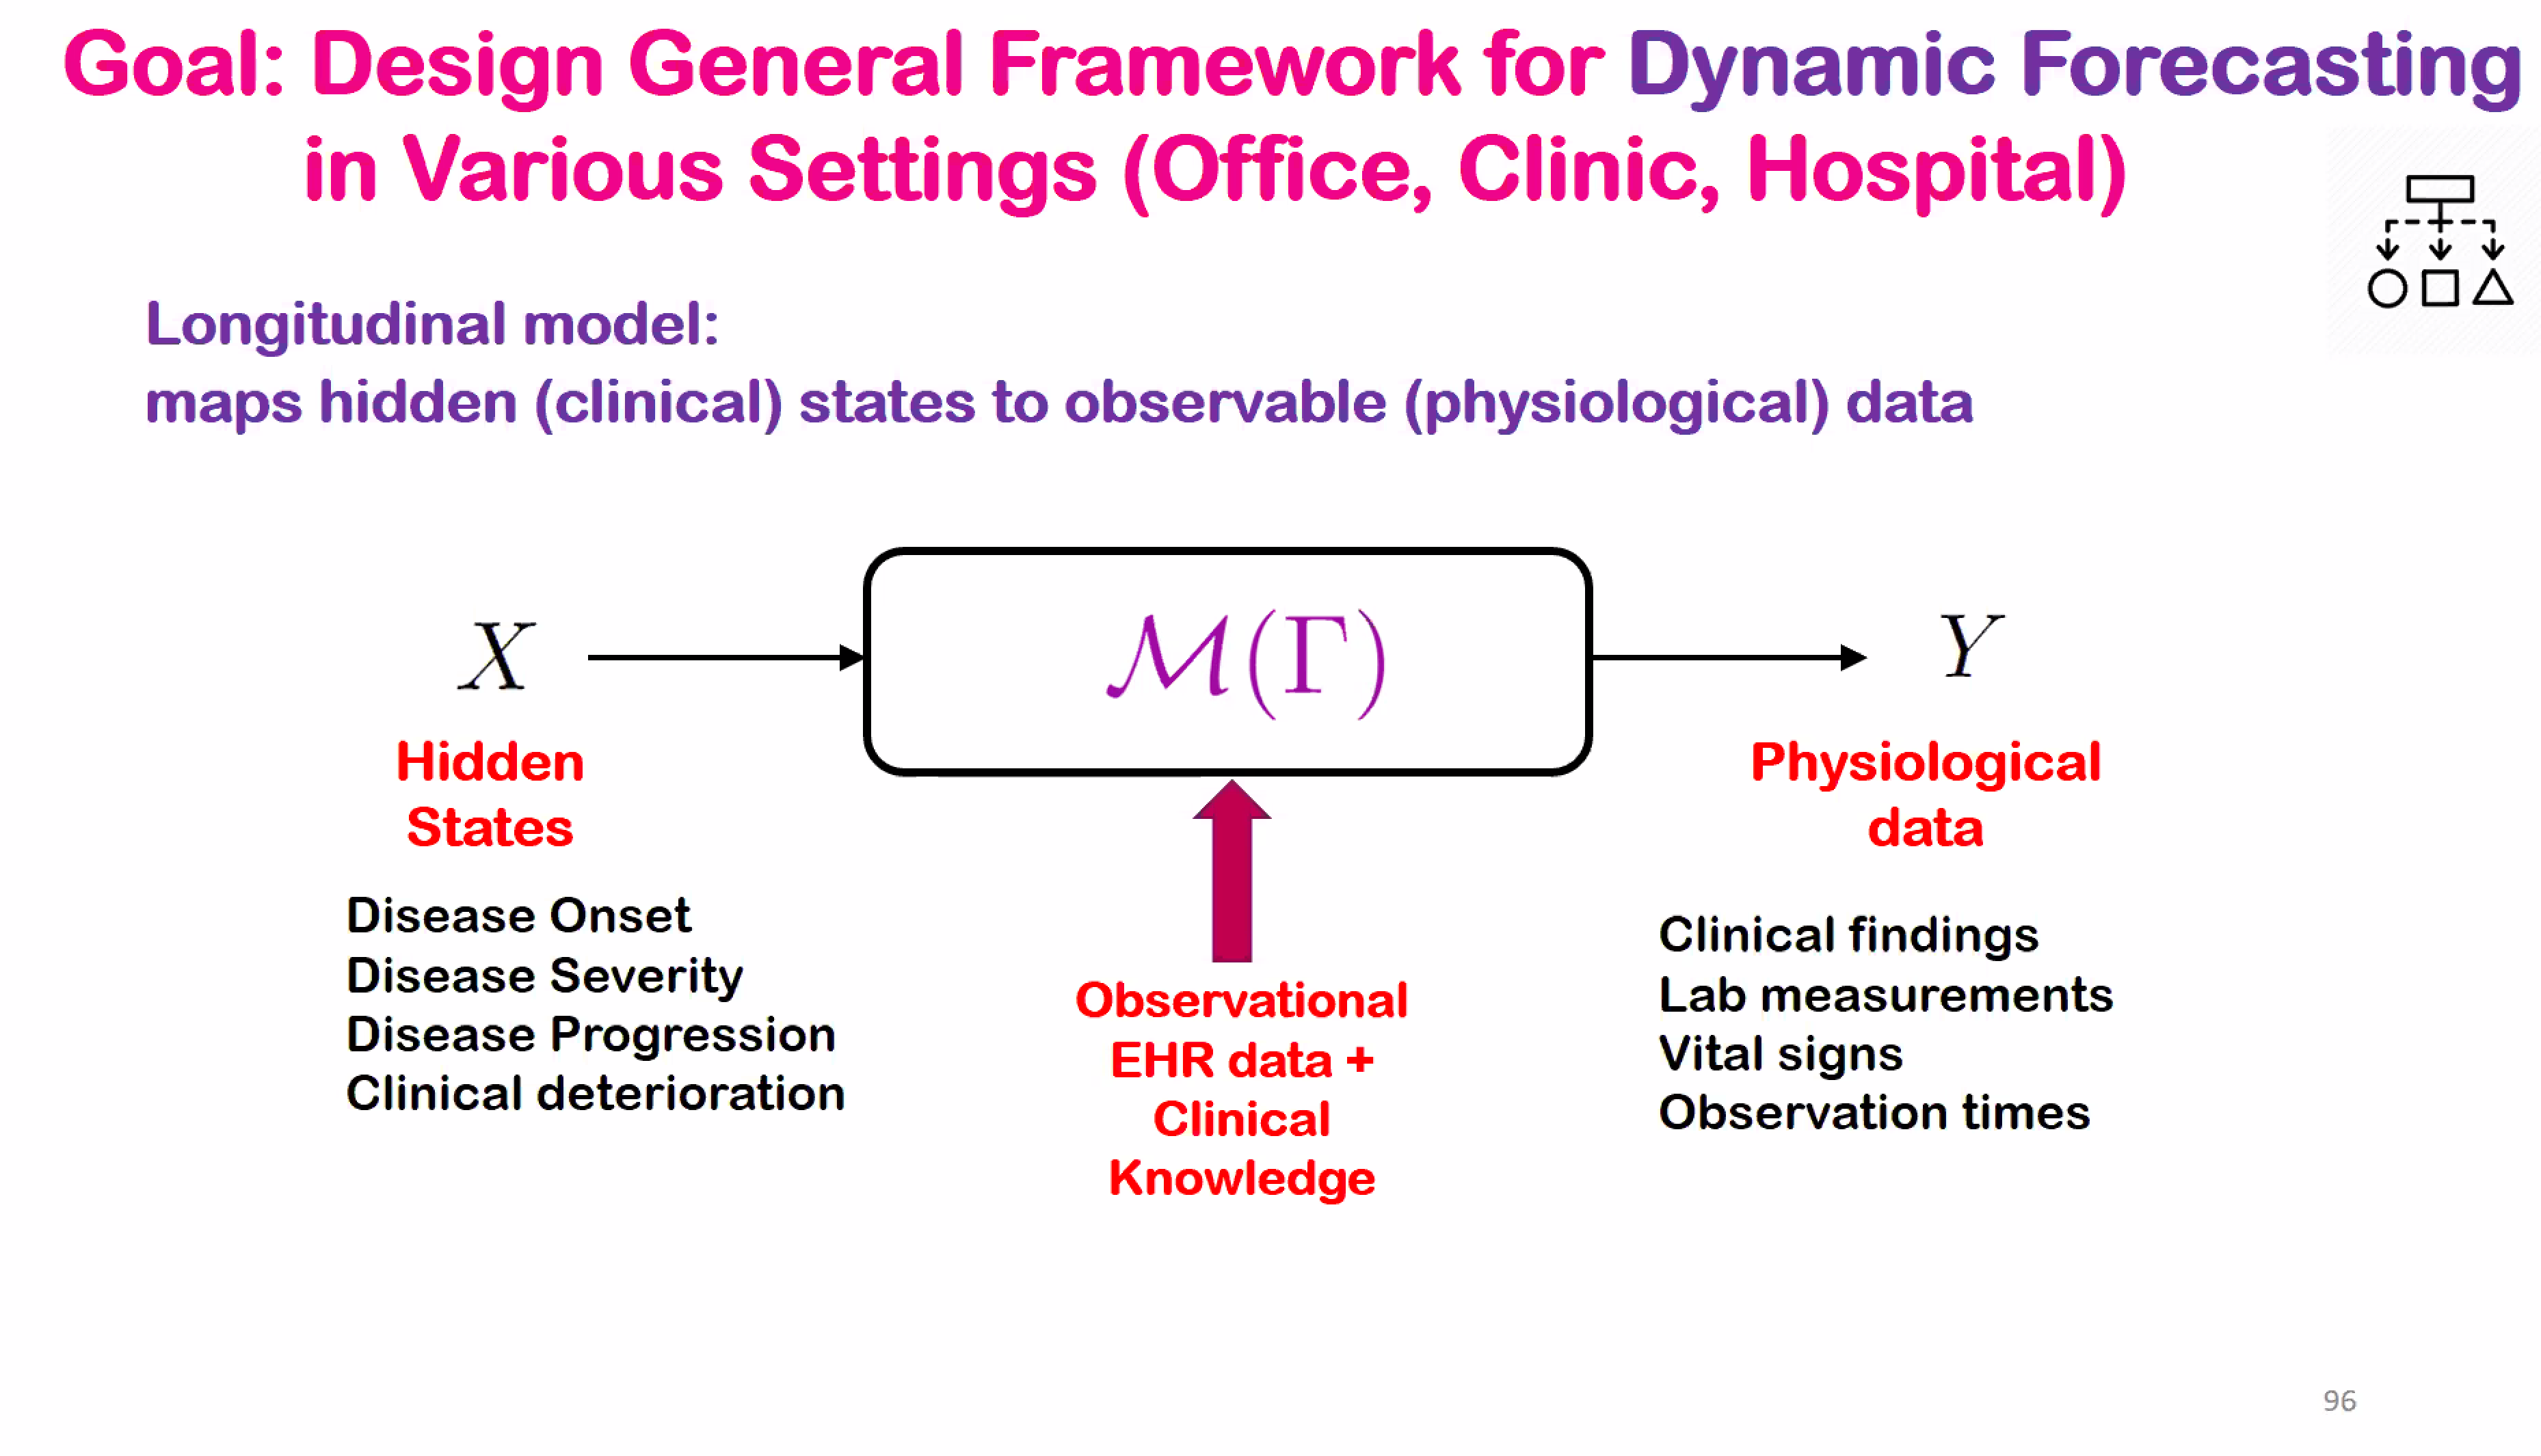 Goal: Design General Framework for Dynamic Forecasting
in Various Settings (Office, Clinic, Hospital)
Longitudinal model:
maps hidden (clinical) states to observable (physiological) data
X
ℳ(Γ)
Y
Hidden
States
Disease Onset
Disease Severity
Disease Progression
Clinical deterioration
Observational
EHR data +
Clinical
Knowledge
Physiological
data
Clinical findings
Lab measurements
Vital signs
Observation times
96